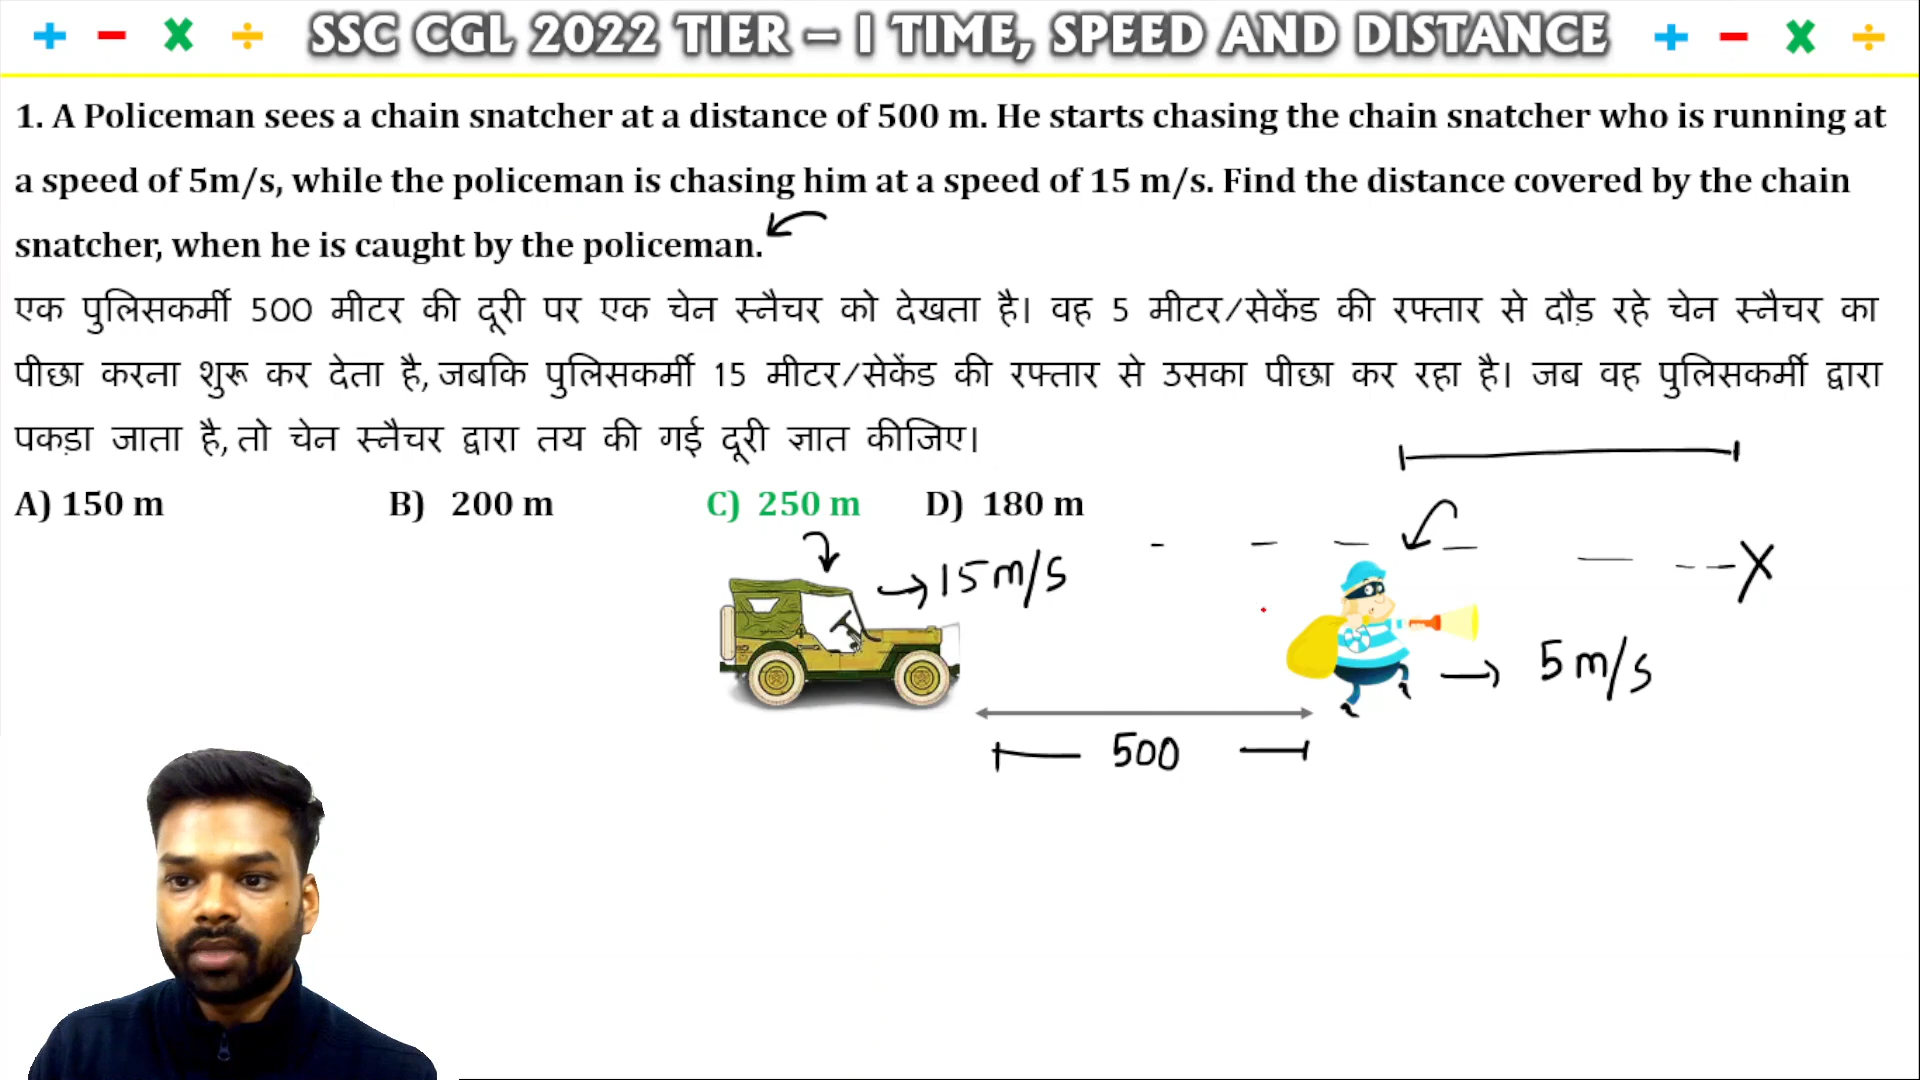 SSC CGL 2022 TIER – I TIME, SPEED AND DISTANCE
1. A Policeman sees a chain snatcher at a distance of 500 m. He starts chasing the chain snatcher who is running at
a speed of 5m/s, while the policeman is chasing him at a speed of 15 m/s. Find the distance covered by the chain
snatcher, when he is caught by the policeman.
एक पुलिसकर्मी 500 मीटर की दूरी पर एक चेन स्नैचर को देखता है। वह 5 मीटर/सेकेंड की रफ्तार से दौड़ रहे चेन स्नैचर का
पीछा करना शुरू कर देता है, जबकि पुलिसकर्मी 15 मीटर/सेकेंड की रफ्तार से उसका पीछा कर रहा है। जब वह पुलिसकर्मी द्वारा
पकड़ा जाता है, तो चेन स्नैचर द्वारा तय की गई दूरी ज्ञात कीजिए।
A) 150 m B) 200 m C) 250 m D) 180 m
15 m/s
X
5 m/s
500